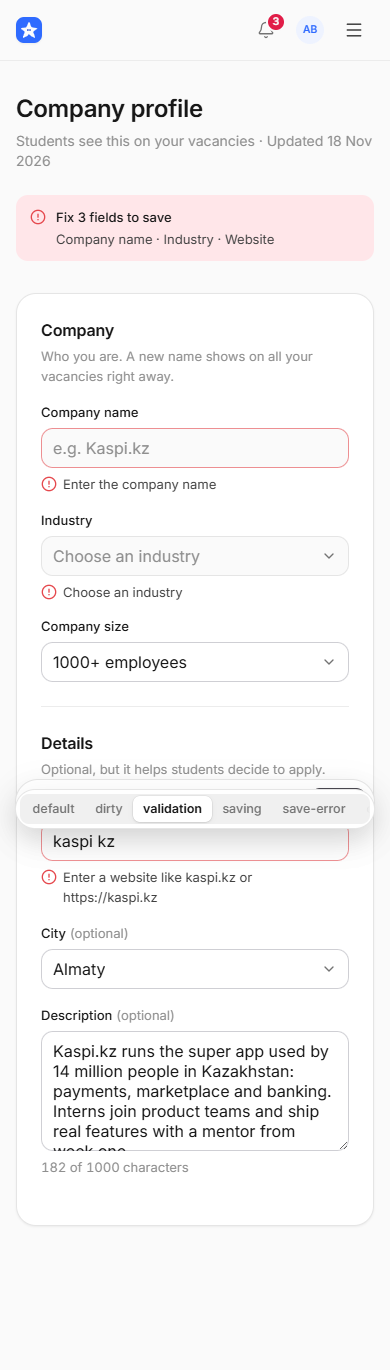 3
AB
Company profile
Students see this on your vacancies · Updated 18 Nov
2026
Fix 3 fields to save
Company name · Industry · Website
Company
Who you are. A new name shows on all your
vacancies right away.
Company name
e.g. Kaspi.kz
Enter the company name
Industry
Choose an industry
Choose an industry
Company size
1000+ employees
Details
Optional, but it helps students decide to apply.
default dirty validation saving save-error
kaspi kz
Enter a website like kaspi.kz or
https://kaspi.kz
City (optional)
Almaty
Description (optional)
Kaspi.kz runs the super app used by
14 million people in Kazakhstan:
payments, marketplace and banking.
Interns join product teams and ship
real features with a mentor from
week one.
182 of 1000 characters